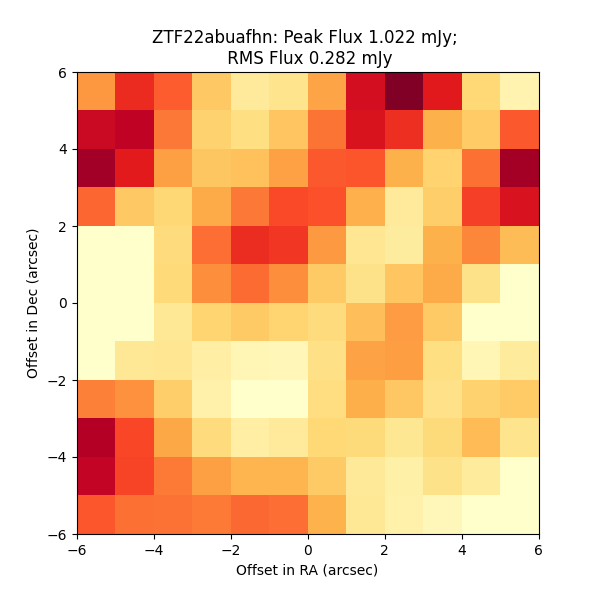 ZTF22abuafhn: Peak Flux 1.022 mJy;
RMS Flux 0.282 mJy
6
4
2
0
−2
−4
−6
Offset in Dec (arcsec)
−6 −4 −2 0 2 4 6
Offset in RA (arcsec)